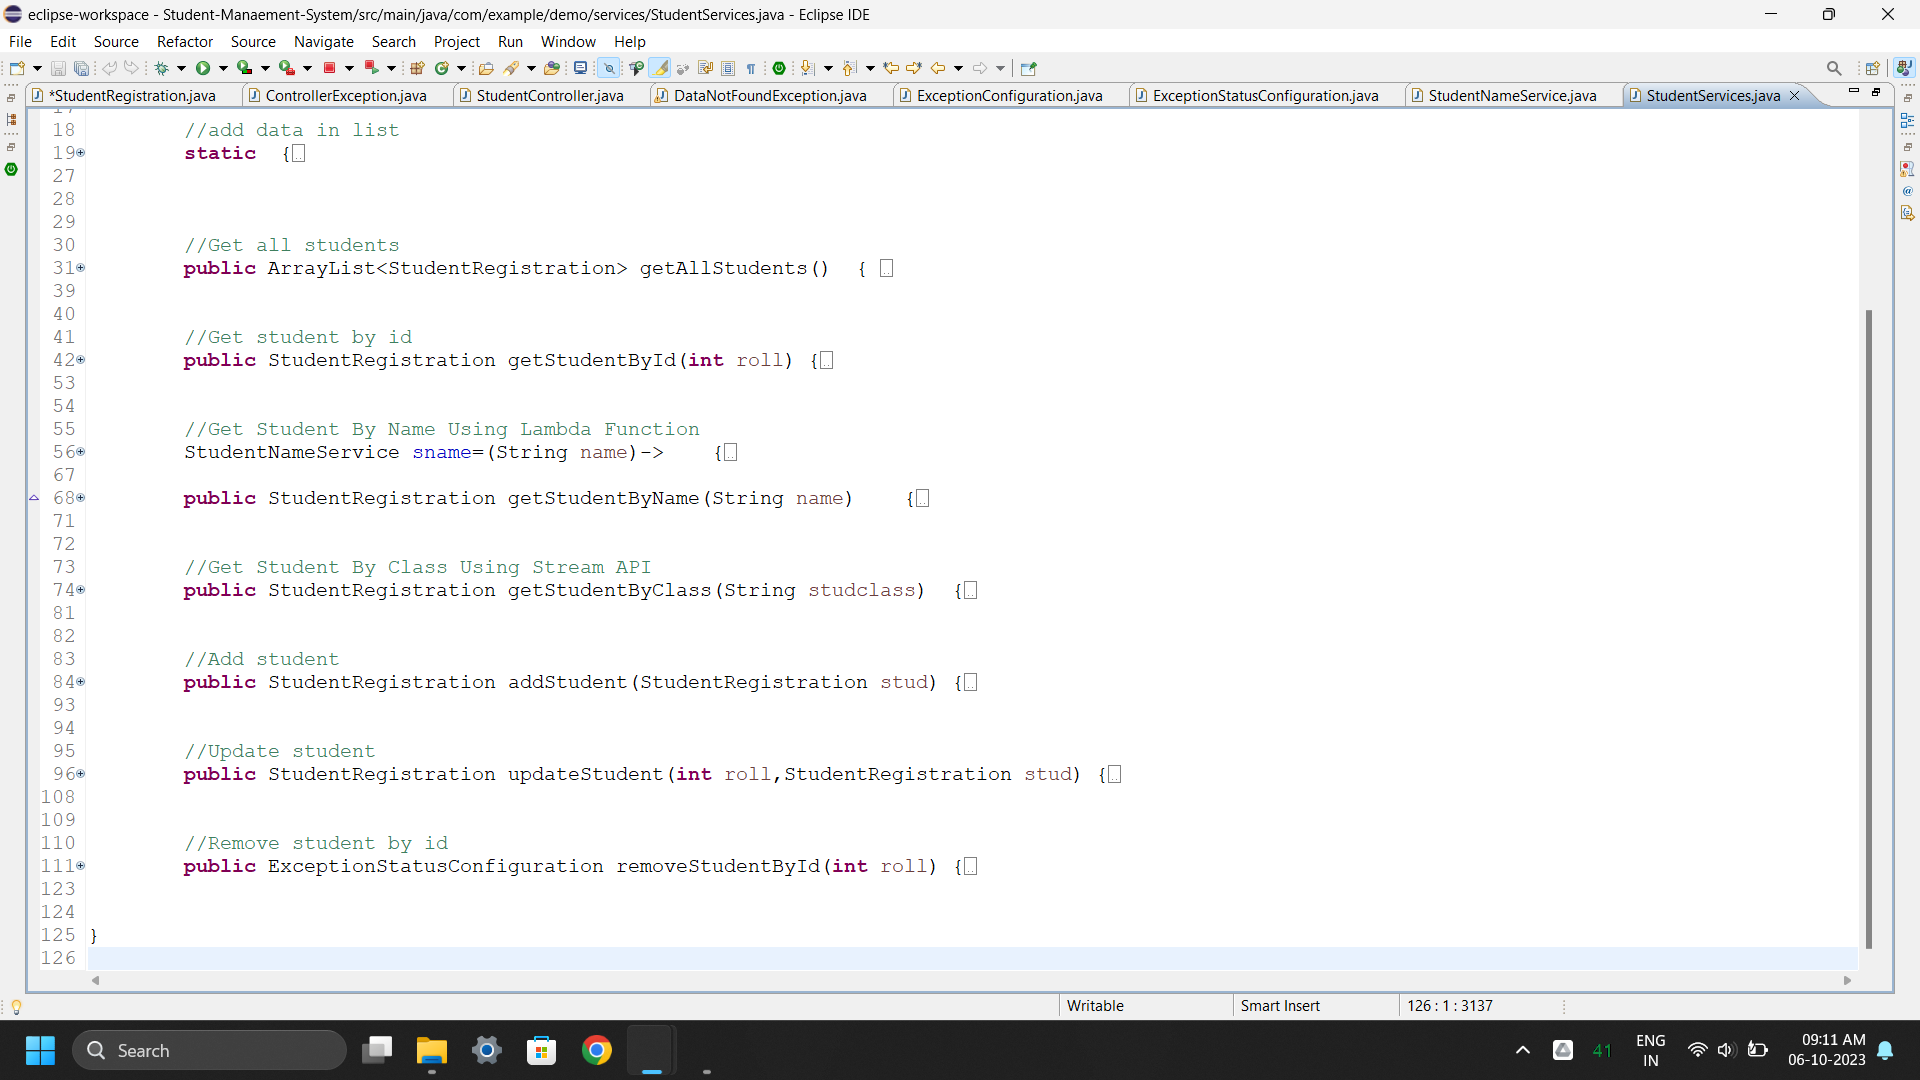 eclipse-workspace - Student-Manaement-System/src/main/java/com/example/demo/services/StudentServices.java - Eclipse IDE
File Edit Source Refactor Source Navigate Search Project Run Window Help
*StudentRegistration.java ControllerException.java StudentController.java DataNotFoundException.java ExceptionConfiguration.java ExceptionStatusConfiguration.java StudentNameService.java StudentServices.java
18 //add data in list
19 static {
27
28
29
30 //Get all students
31 public ArrayList<StudentRegistration> getAllStudents() {
39
40
41 //Get student by id
42 public StudentRegistration getStudentById(int roll) {
53
54
55 //Get Student By Name Using Lambda Function
56 StudentNameService sname=(String name)-> {
67
68 public StudentRegistration getStudentByName(String name) {
71
72
73 //Get Student By Class Using Stream API
74 public StudentRegistration getStudentByClass(String studclass) {
81
82
83 //Add student
84 public StudentRegistration addStudent(StudentRegistration stud) {
93
94
95 //Update student
96 public StudentRegistration updateStudent(int roll,StudentRegistration stud) {
108
109
110 //Remove student by id
111 public ExceptionStatusConfiguration removeStudentById(int roll) {
123
124
125 }
126
Writable Smart Insert 126 : 1 : 3137
Search 41 ENG IN 09:11 AM 06-10-2023